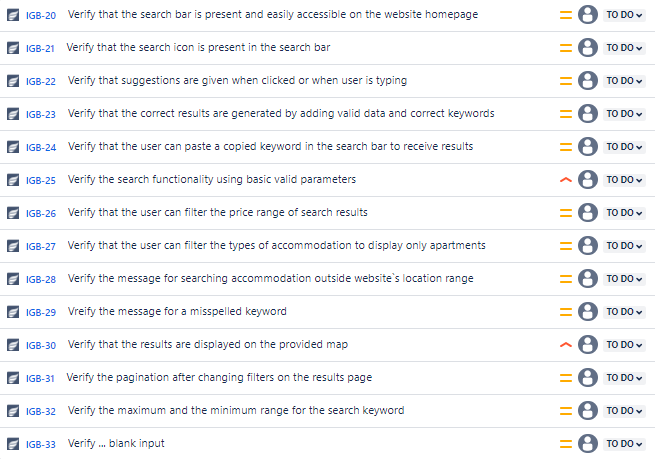 IGB-20 Verify that the search bar is present and easily accessible on the website homepage TO DO
IGB-21 Verify that the search icon is present in the search bar TO DO
IGB-22 Verify that suggestions are given when clicked or when user is typing TO DO
IGB-23 Verify that the correct results are generated by adding valid data and correct keywords TO DO
IGB-24 Verify that the user can paste a copied keyword in the search bar to receive results TO DO
IGB-25 Verify the search functionality using basic valid parameters TO DO
IGB-26 Verify that the user can filter the price range of search results TO DO
IGB-27 Verify that the user can filter the types of accommodation to display only apartments TO DO
IGB-28 Verify the message for searching accommodation outside website`s location range TO DO
IGB-29 Vreify the message for a misspelled keyword TO DO
IGB-30 Verify that the results are displayed on the provided map TO DO
IGB-31 Verify the pagination after changing filters on the results page TO DO
IGB-32 Verify the maximum and the minimum range for the search keyword TO DO
IGB-33 Verify ... blank input TO DO